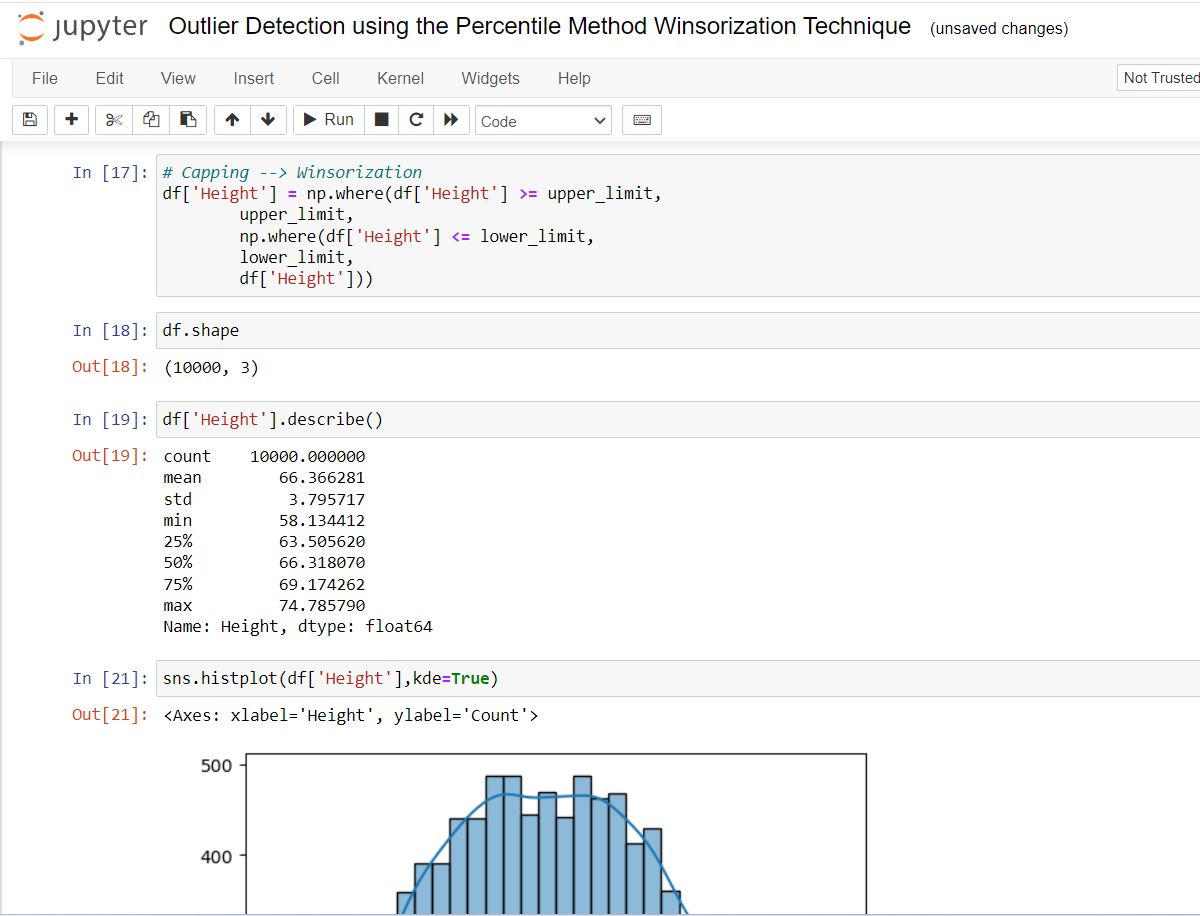 jupyter Outlier Detection using the Percentile Method Winsorization Technique (unsaved changes)
File Edit View Insert Cell Kernel Widgets Help Not Trusted
Run Code
In [17]: # Capping --> Winsorization
df['Height'] = np.where(df['Height'] >= upper_limit,
upper_limit,
np.where(df['Height'] <= lower_limit,
lower_limit,
df['Height']))
In [18]: df.shape
Out[18]: (10000, 3)
In [19]: df['Height'].describe()
Out[19]: count 10000.000000
mean 66.366281
std 3.795717
min 58.134412
25% 63.505620
50% 66.318070
75% 69.174262
max 74.785790
Name: Height, dtype: float64
In [21]: sns.histplot(df['Height'],kde=True)
Out[21]: <Axes: xlabel='Height', ylabel='Count'>
500
400